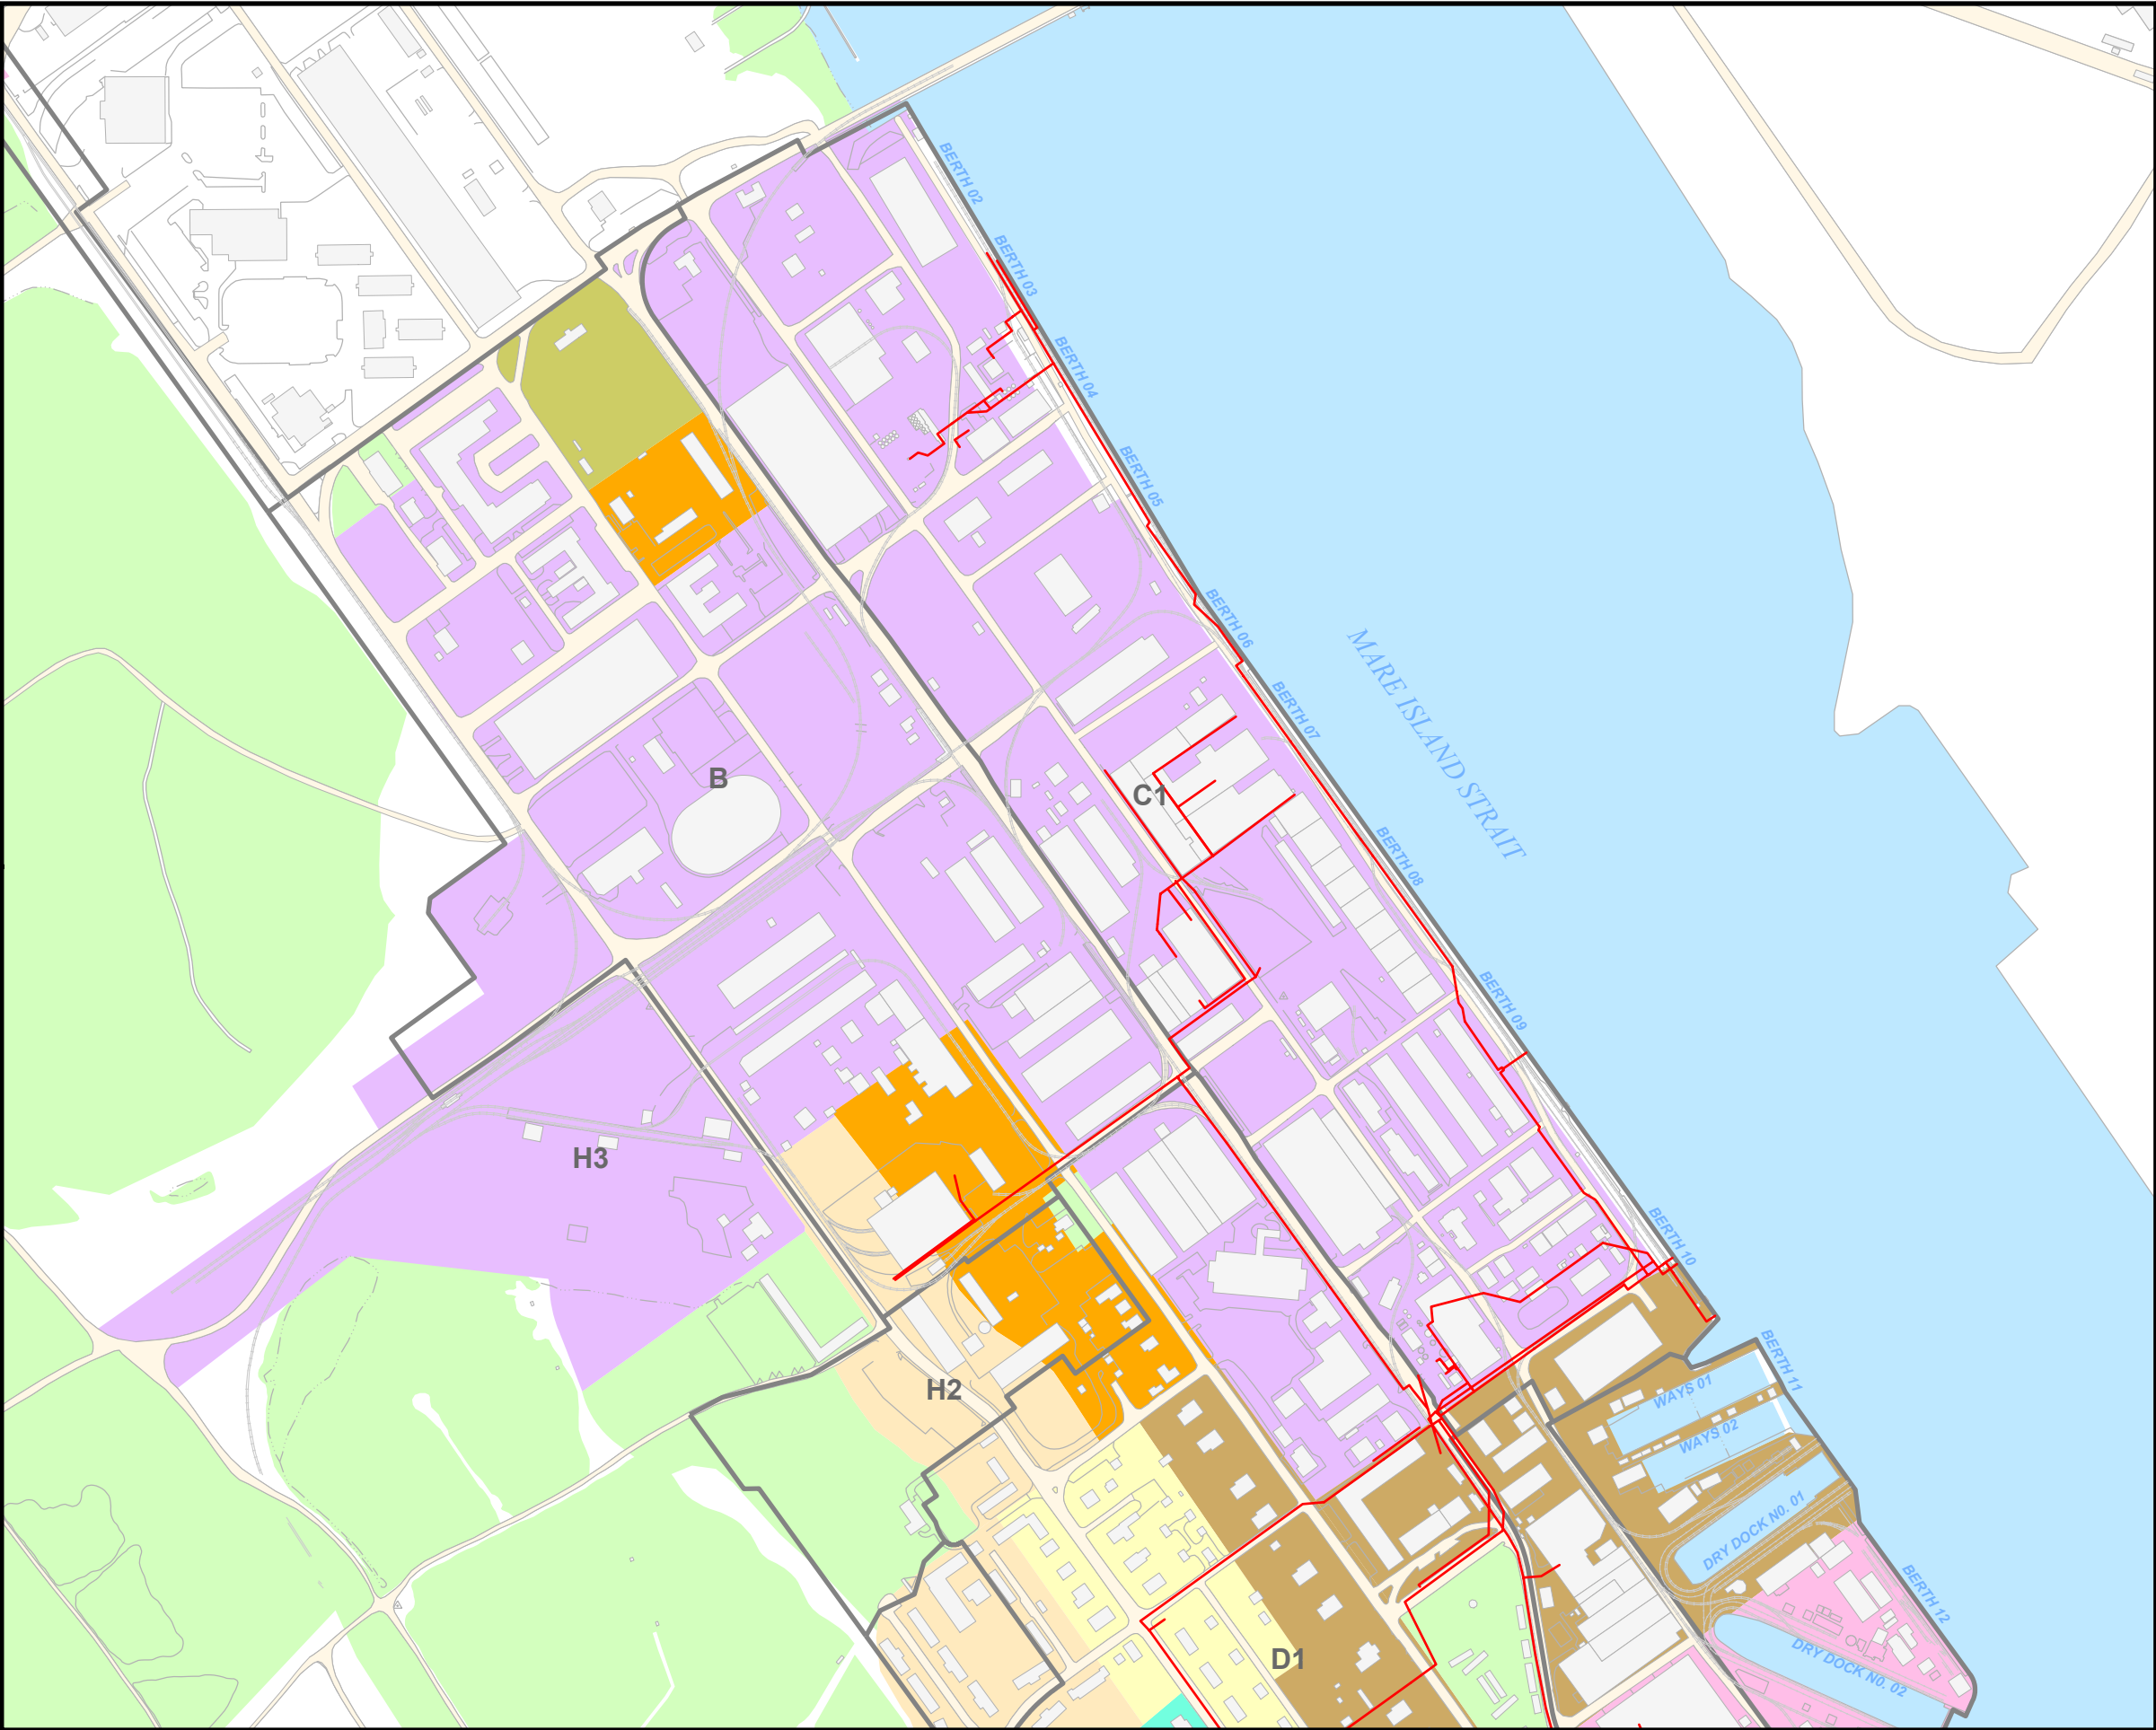 BERTH 02
BERTH 03
BERTH 04
BERTH 05
BERTH 06
MARE ISLAND STRAIT
BERTH 07
B
C1
BERTH 08
BERTH 09
H3
BERTH 10
BERTH 11
H2
WAYS 01
WAYS 02
DRY DOCK N0. 01
BERTH 12
D1
DRY DOCK N0. 02